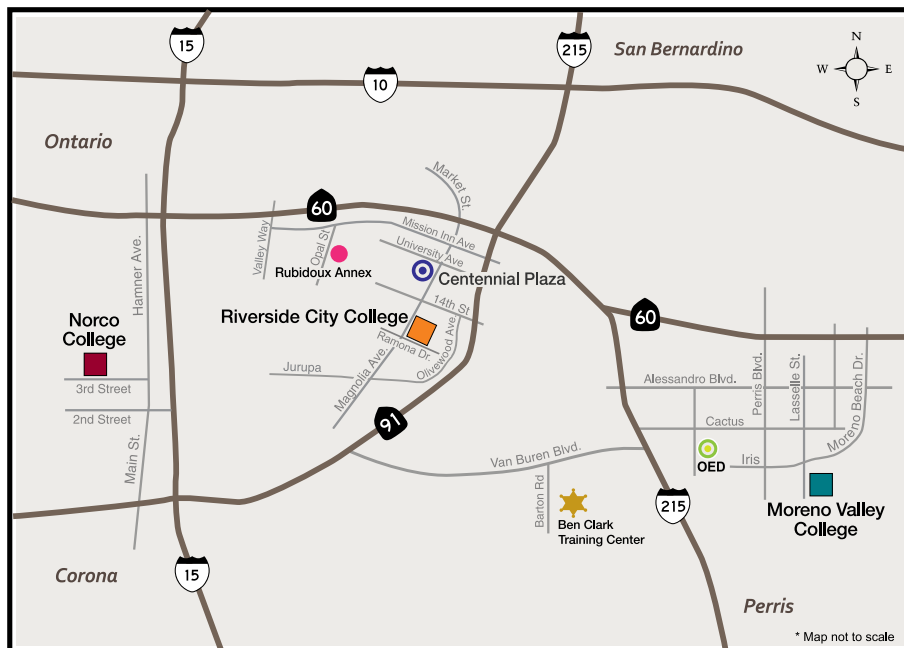 15
215
San Bernardino
N
W E
S
10
Ontario
Market St.
60
Mission Inn Ave
Hamner Ave.
Valley Way
Opal St
University Ave
Rubidoux Annex
Centennial Plaza
14th St
Riverside City College
Norco
College
Ramona Dr.
Olivewood Ave
60
Jurupa
Magnolia Ave.
3rd Street
2nd Street
Main St.
91
Alessandro Blvd.
Perris Blvd.
Lasselle St.
Moreno Beach Dr.
Cactus
Van Buren Blvd.
OED
Iris
Barton Rd
Ben Clark
Training Center
215
Moreno Valley
College
Corona
15
Perris
* Map not to scale